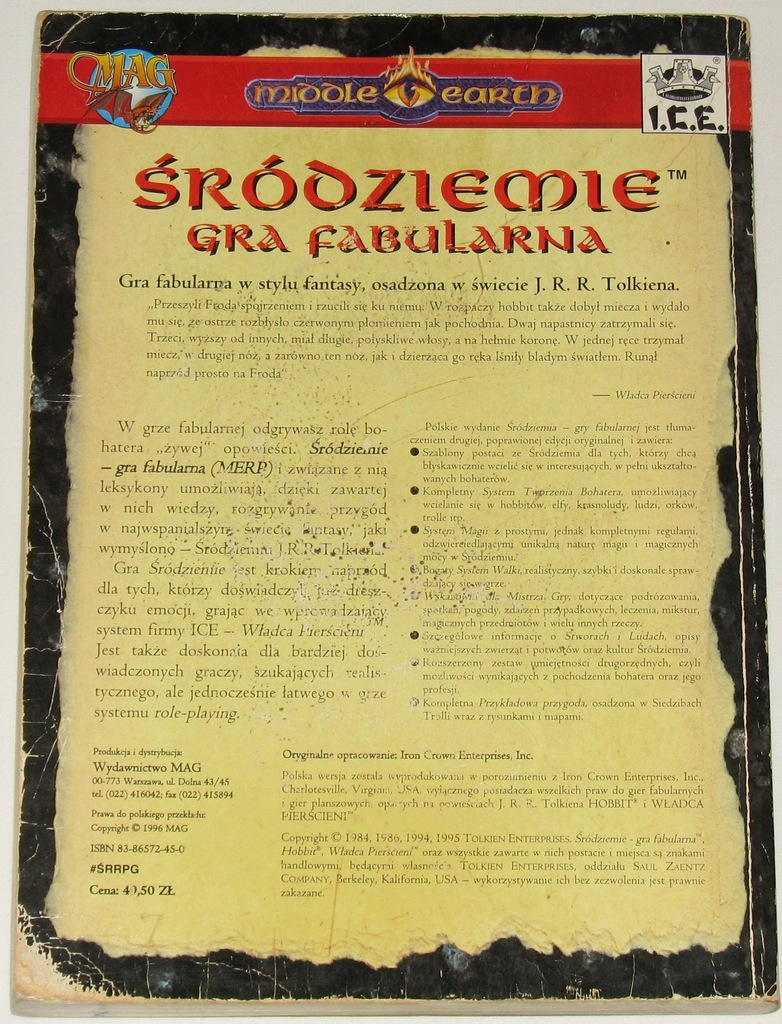 MAG
MIDDLE EARTH
I.C.E.
ŚRÓDZIEMIE™
GRA FABULARNA
Gra fabularna w stylu fantasy, osadzona w świecie J. R. R. Tolkiena.
„Przeszyli Froda spojrzeniem i rzucili się ku niemu. W rozpaczy hobbit także dobył miecza i wydało
mu się, że ostrze rozbłysło czerwonym płomieniem jak pochodnia. Dwaj napastnicy zatrzymali się.
Trzeci, wyższy od innych, miał długie, połyskliwe włosy, a na hełmie koronę. W jednej ręce trzymał
miecz, w drugiej nóż, a zarówno ten nóż, jak i dzierżąca go ręka lśniły bladym światłem. Runął
naprzód prosto na Froda"
— Władca Pierścieni
W grze fabularnej odgrywasz rolę bo-
hatera „żywej" opowieści. Śródziemie
– gra fabularna (MERP) i związane z nią
leksykony umożliwiają, dzięki zawartej
w nich wiedzy, rozgrywanie przygód
w najwspanialszym świecie fantasy, jaki
wymyślono – Śródziemiu J.R.R. Tolkiena.
Gra Śródziemie jest krokiem naprzód
dla tych, którzy doświadczyli już dresz-
czyku emocji, grając we wprowadzający
system firmy ICE – Władca Pierścieni™.
Jest także doskonała dla bardziej doś-
wiadczonych graczy, szukających realis-
tycznego, ale jednocześnie łatwego w grze
systemu role-playing.
Polskie wydanie Śródziemia – gry fabularnej jest tłuma-
czeniem drugiej, poprawionej edycji oryginalnej i zawiera:
● Szablony postaci ze Śródziemia dla tych, którzy chcą
błyskawicznie wcielić się w interesujących, w pełni ukształto-
wanych bohaterów.
● Kompletny System Tworzenia Bohatera, umożliwiający
wcielanie się w hobbitów, elfy, krasnoludy, ludzi, orków,
trolle itp.
● System Magii z prostymi, jednak kompletnymi regułami,
odzwierciedlającymi unikalną naturę magii i magicznych
mocy w Śródziemiu.
● Bogaty System Walki, realistyczny, szybki i doskonale spraw-
dzający się w grze.
● Wskazówki dla Mistrza Gry, dotyczące podróżowania,
spotkań, pogody, zdarzeń przypadkowych, leczenia, mikstur,
magicznych przedmiotów i wielu innych rzeczy.
● Szczegółowe informacje o Stworach i Ludach, opisy
ważniejszych zwierząt i potworów oraz kultur Śródziemia.
● Rozszerzony zestaw umiejętności drugorzędnych, czyli
możliwości wynikających z pochodzenia bohatera oraz jego
profesji.
● Kompletna Przykładowa przygoda, osadzona w Siedzibach
Trolli wraz z rysunkami i mapami.
Produkcja i dystrybucja:
Wydawnictwo MAG
00-773 Warszawa, ul. Dolna 43/45
tel. (022) 416042; fax (022) 415894
Prawa do polskiego przekładu:
Copyright © 1996 MAG
ISBN 83-86572-45-0
#ŚRRPG
Cena: 49,50 ZŁ
Oryginalne opracowanie: Iron Crown Enterprises, Inc.
Polska wersja została wyprodukowana w porozumieniu z Iron Crown Enterprises, Inc.,
Charlottesville, Virginia, USA, wyłącznego posiadacza wszelkich praw do gier fabularnych
i gier planszowych, opartych na powieściach J. R. R. Tolkiena HOBBIT® i WŁADCA
PIERŚCIENI™.
Copyright © 1984, 1986, 1994, 1995 TOLKIEN ENTERPRISES. Śródziemie - gra fabularna™,
Hobbit®, Władca Pierścieni™ oraz wszystkie zawarte w nich postacie i miejsca są znakami
handlowymi, będącymi własnością TOLKIEN ENTERPRISES, oddziału SAUL ZAENTZ
COMPANY, Berkeley, Kalifornia, USA – wykorzystywanie ich bez zezwolenia jest prawnie
zakazane.